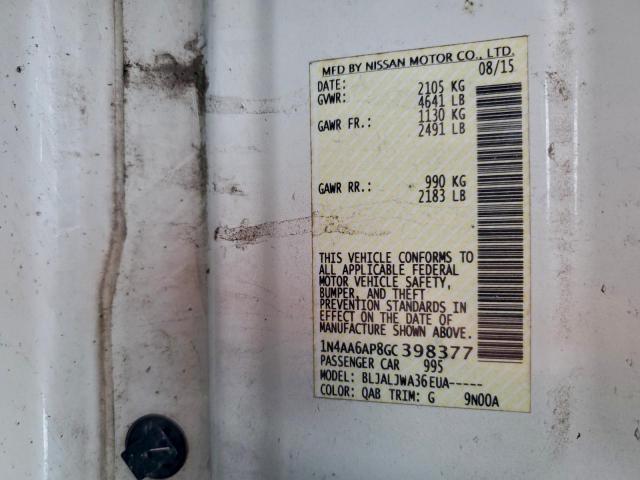 MFD BY NISSAN MOTOR CO., LTD.
DATE: 08/15
GVWR: 2105 KG
4641 LB
GAWR FR.: 1130 KG
2491 LB
GAWR RR.: 990 KG
2183 LB
THIS VEHICLE CONFORMS TO
ALL APPLICABLE FEDERAL
MOTOR VEHICLE SAFETY,
BUMPER, AND THEFT
PREVENTION STANDARDS IN
EFFECT ON THE DATE OF
MANUFACTURE SHOWN ABOVE.
1N4AA6AP8GC398377
PASSENGER CAR 995
MODEL: BLJALJWA36EUA-----
COLOR: QAB TRIM: G 9N00A